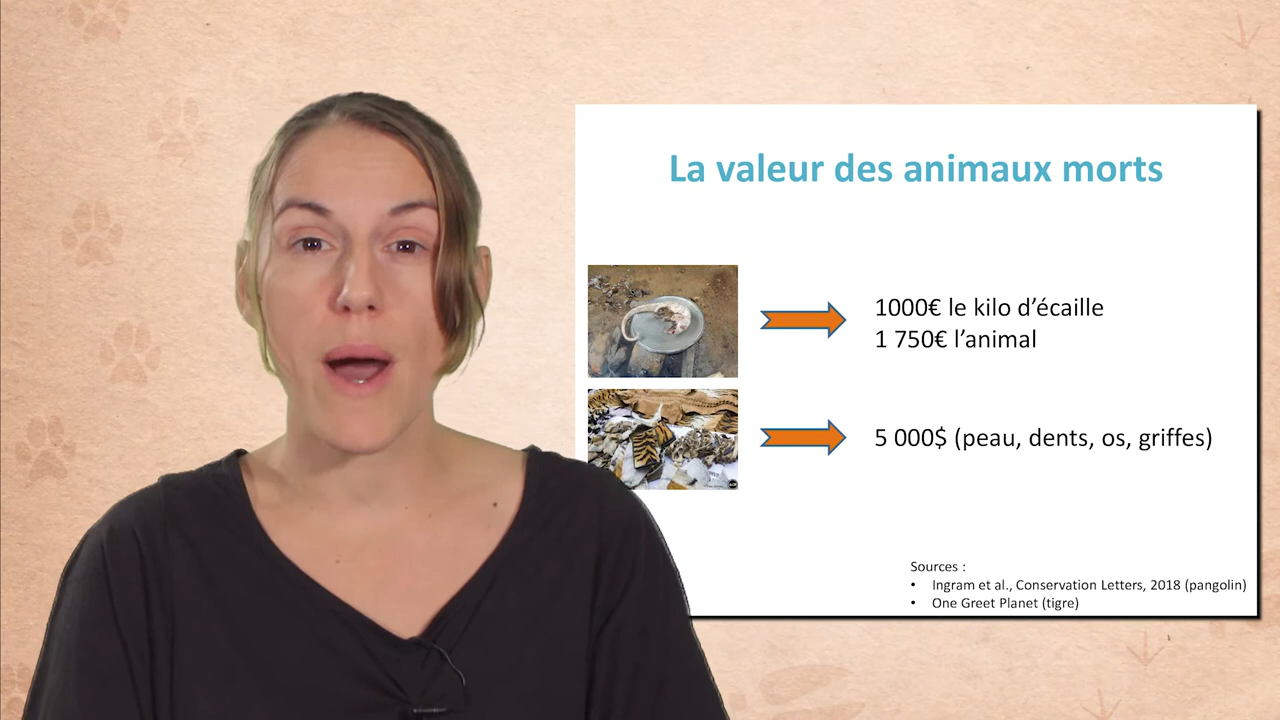 La valeur des animaux morts
1000€ le kilo d'écaille
1 750€ l'animal
5 000$ (peau, dents, os, griffes)
Sources :
• Ingram et al., Conservation Letters, 2018 (pangolin)
• One Greet Planet (tigre)